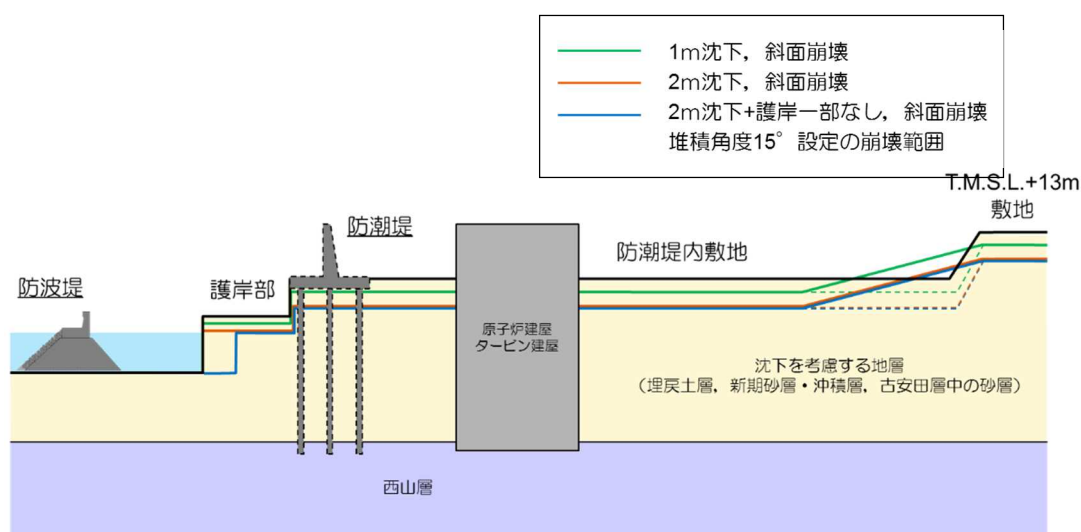 1m沈下，斜面崩壊
2m沈下，斜面崩壊
2m沈下+護岸一部なし，斜面崩壊
堆積角度15°設定の崩壊範囲
T.M.S.L.+13m
敷地
防潮堤
防潮堤内敷地
防波堤
護岸部
原子炉建屋
タービン建屋
沈下を考慮する地層
（埋戻土層，新期砂層・沖積層，古安田層中の砂層）
西山層